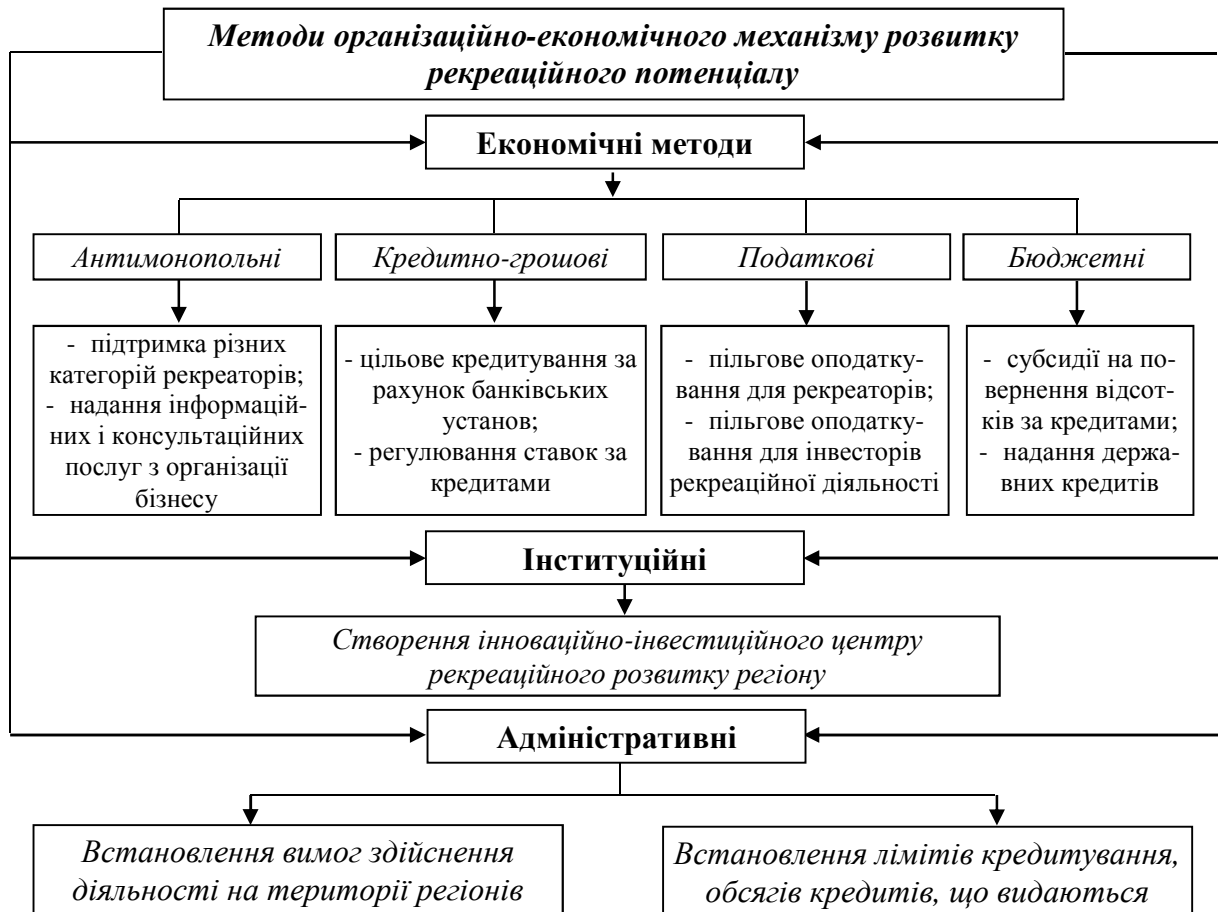 Методи організаційно-економічного механізму розвитку
рекреаційного потенціалу
Економічні методи
Антимонопольні
Кредитно-грошові
Податкові
Бюджетні
- підтримка різних
категорій рекреаторів;
- надання інформацій-
них і консультаційних
послуг з організації
бізнесу
- цільове кредитування за
рахунок банківських
установ;
- регулювання ставок за
кредитами
- пільгове оподатку-
вання для рекреаторів;
- пільгове оподатку-
вання для інвесторів
рекреаційної діяльності
- субсидії на по-
вернення відсот-
ків за кредитами;
- надання держа-
вних кредитів
Інституційні
Створення інноваційно-інвестиційного центру
рекреаційного розвитку регіону
Адміністративні
Встановлення вимог здійснення
діяльності на території регіонів
Встановлення лімітів кредитування,
обсягів кредитів, що видаються